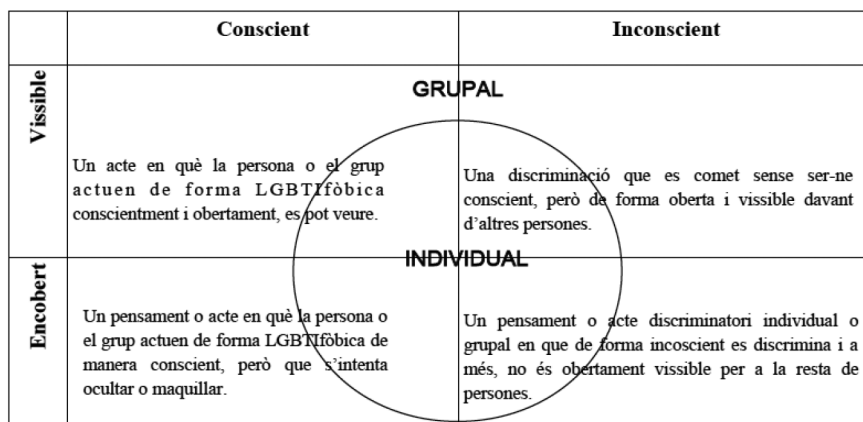 Conscient
Inconscient
Vissible
GRUPAL
Un acte en què la persona o el grup
actuen de forma LGBTIfòbica
conscientment i obertament, es pot veure.
Una discriminació que es comet sense ser-ne
conscient, però de forma oberta i vissible davant
d’altres persones.
INDIVIDUAL
Encobert
Un pensament o acte en què la persona o
el grup actuen de forma LGBTIfòbica de
manera conscient, però que s’intenta
ocultar o maquillar.
Un pensament o acte discriminatori individual o
grupal en que de forma incoscient es discrimina i a
més, no és obertament vissible per a la resta de
persones.